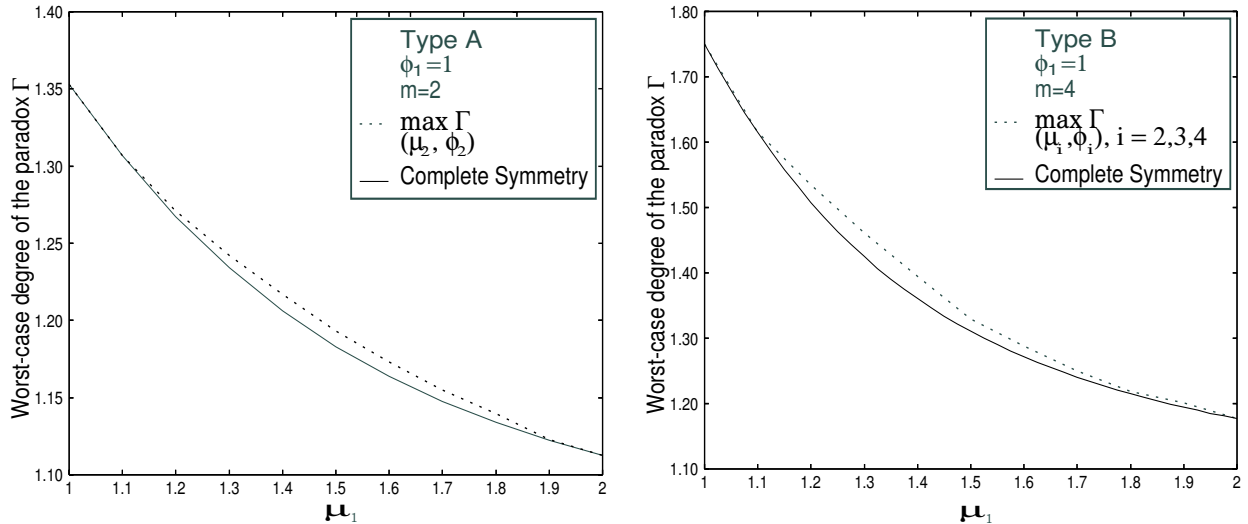 Worst-case degree of the paradox Γ
1.40
1.35
1.30
1.25
1.20
1.15
1.10
1 1.1 1.2 1.3 1.4 1.5 1.6 1.7 1.8 1.9 2
μ1
Type A
ϕ1=1
m=2
max Γ
(μ2, ϕ2)
Complete Symmetry
Worst-case degree of the paradox Γ
1.80
1.70
1.60
1.50
1.40
1.30
1.20
1.10
1 1.1 1.2 1.3 1.4 1.5 1.6 1.7 1.8 1.9 2
μ1
Type B
ϕ1=1
m=4
max Γ
(μi,ϕi), i = 2,3,4
Complete Symmetry